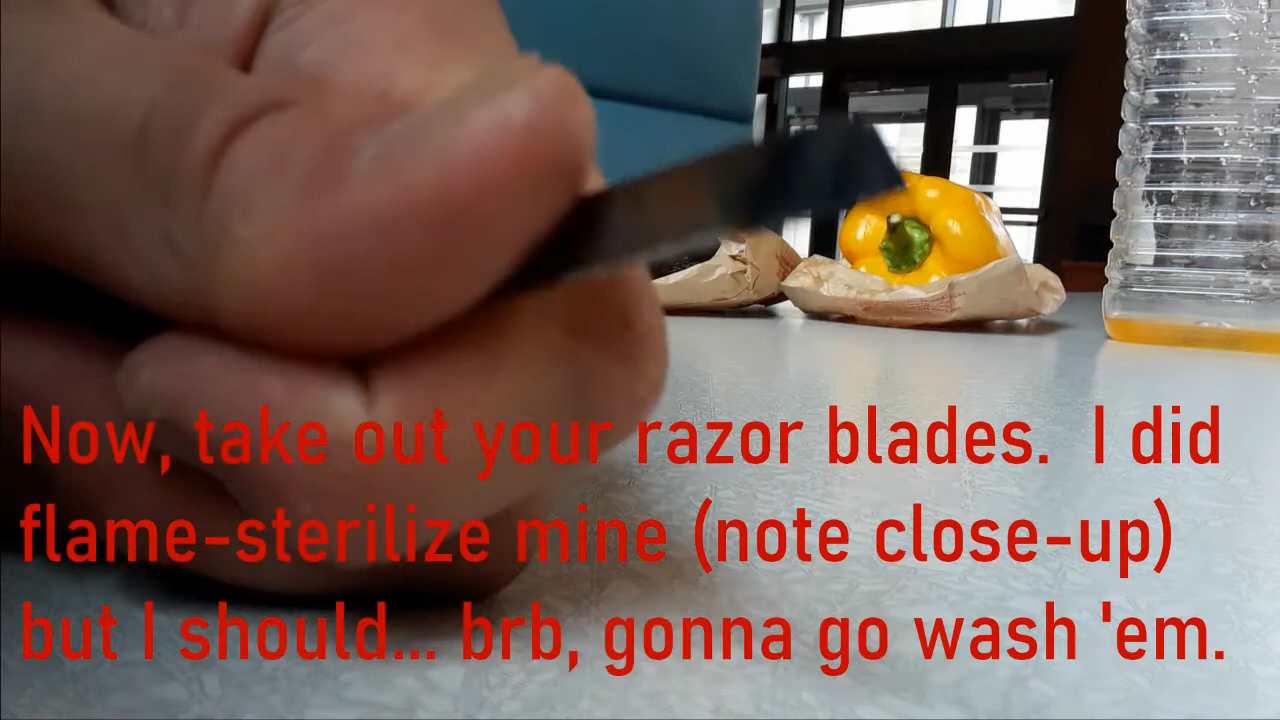 Now, take out your razor blades.  I did
flame-sterilize mine (note close-up)
but I should... brb, gonna go wash 'em.